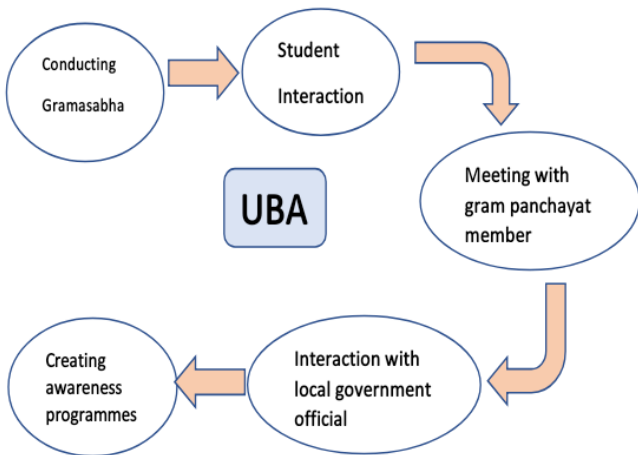 Conducting
Gramasabha
Student
Interaction
Meeting with
gram panchayat
member
UBA
Interaction with
local government
official
Creating
awareness
programmes